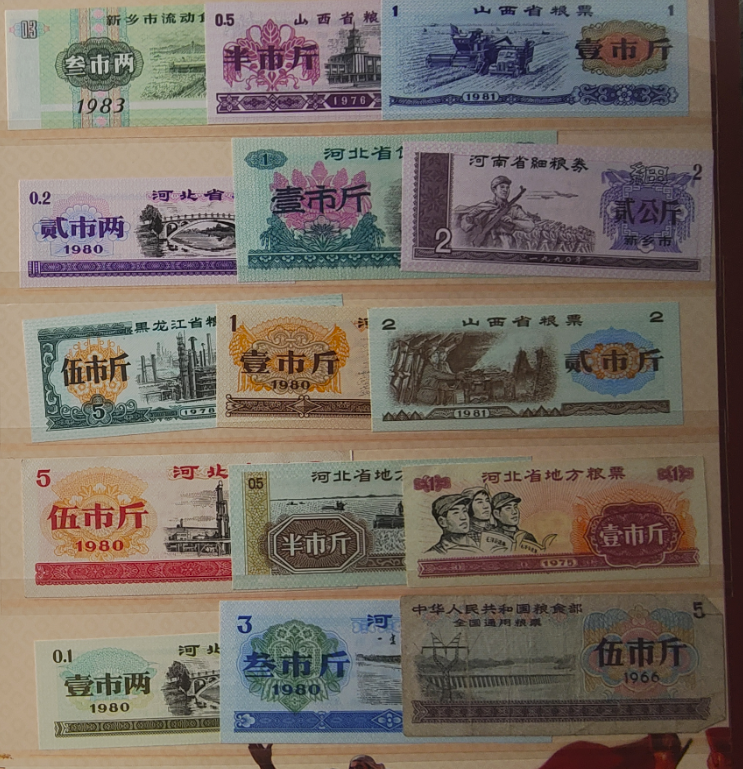 03
新乡市流动食
叁市两
1983
0.5
山西省粮
半市斤
1976
1
山西省粮票
1
壹市斤
1981
0.2
河北省
贰市两
1980
1
河北省
壹市斤
河南省细粮券
2
贰公斤
新乡市
2
一九九〇年
黑龙江省粮
伍市斤
5
1978
1
壹市斤
1980
2
山西省粮票
2
贰市斤
1981
5
河北
伍市斤
1980
05
河北省地方
半市斤
1
河北省地方粮票
1
壹市斤
1975
0.1
河北
壹市两
1980
3
河
叁市斤
1980
中华人民共和国粮食部
5
全国通用粮票
伍市斤
1966